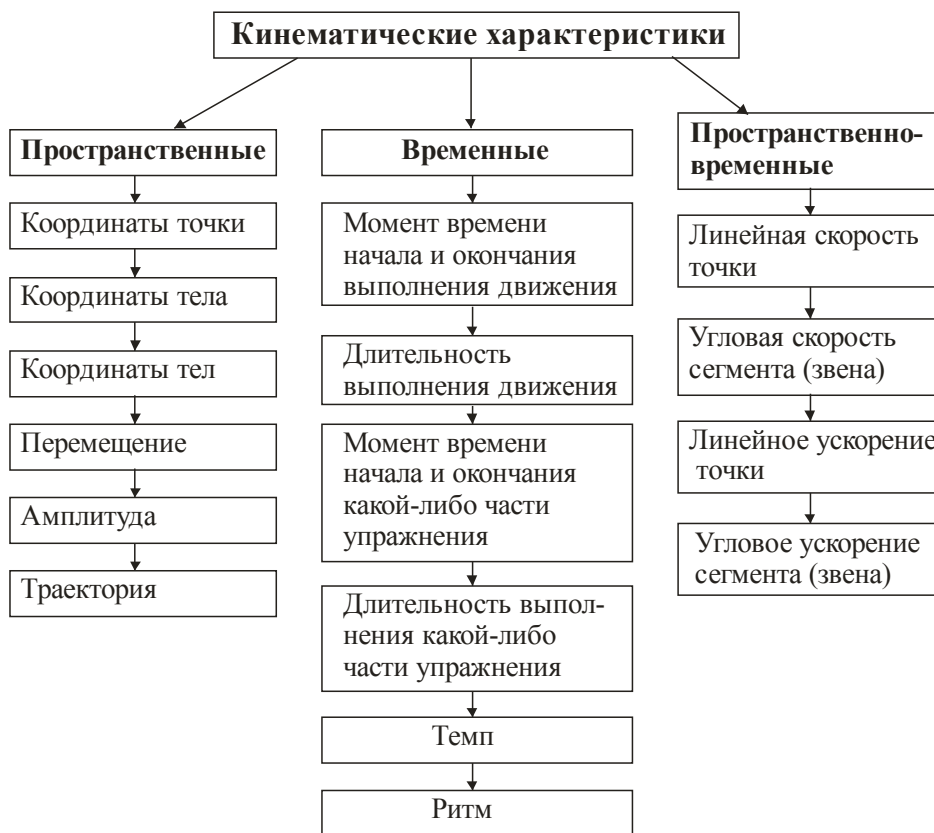 Кинематические характеристики
Пространственные
Координаты точки
Координаты тела
Координаты тел
Перемещение
Амплитуда
Траектория
Временные
Момент времени
начала и окончания
выполнения движения
Длительность
выполнения движения
Момент времени
начала и окончания
какой-либо части
упражнения
Длительность выпол-
нения какой-либо
части упражнения
Темп
Ритм
Пространственно-
временные
Линейная скорость
точки
Угловая скорость
сегмента (звена)
Линейное ускорение
точки
Угловое ускорение
сегмента (звена)